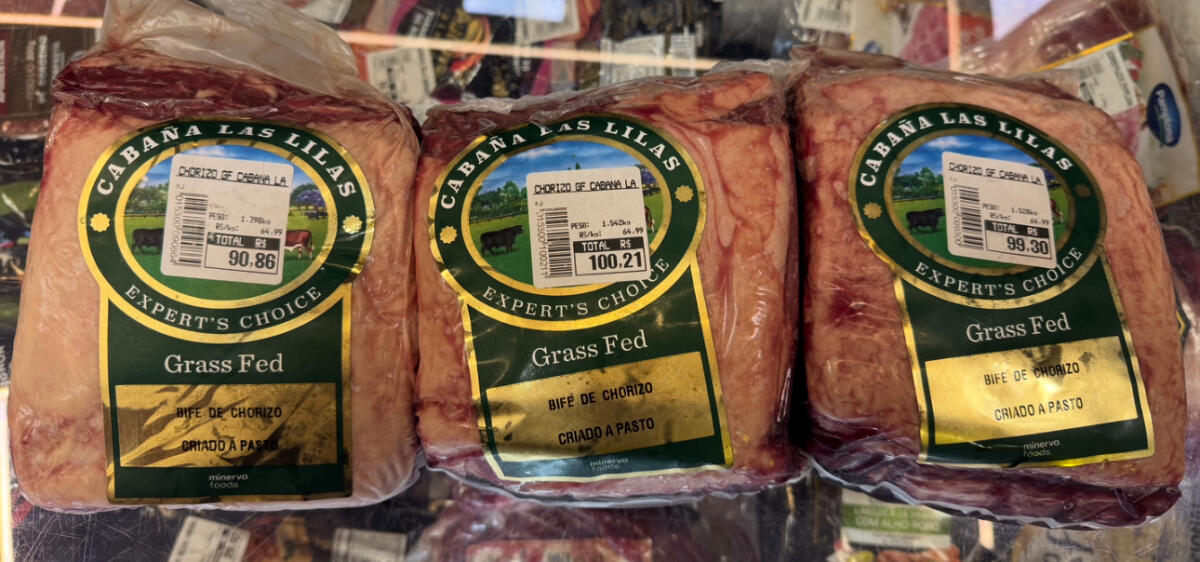 CABAÑA LAS LILAS
CHORIZO GF CABANA LA
PESO: 1.398kg
R$/kg: 64.99
TOTAL R$
90,86
EXPERT'S CHOICE
Grass Fed
BIFE DE CHORIZO
CRIADO A PASTO
minerva
foods
CABAÑA LAS LILAS
CHORIZO GF CABANA LA
PESO: 1.542kg
R$/kg: 64.99
TOTAL R$
100,21
EXPERT'S CHOICE
Grass Fed
BIFE DE CHORIZO
CRIADO A PASTO
minerva
foods
CABAÑA LAS LILAS
CHORIZO GF CABANA LA
PESO: 1.528kg
R$/kg: 64.99
TOTAL R$
99,30
EXPERT'S CHOICE
Grass Fed
BIFE DE CHORIZO
CRIADO A PASTO
minerva
foods